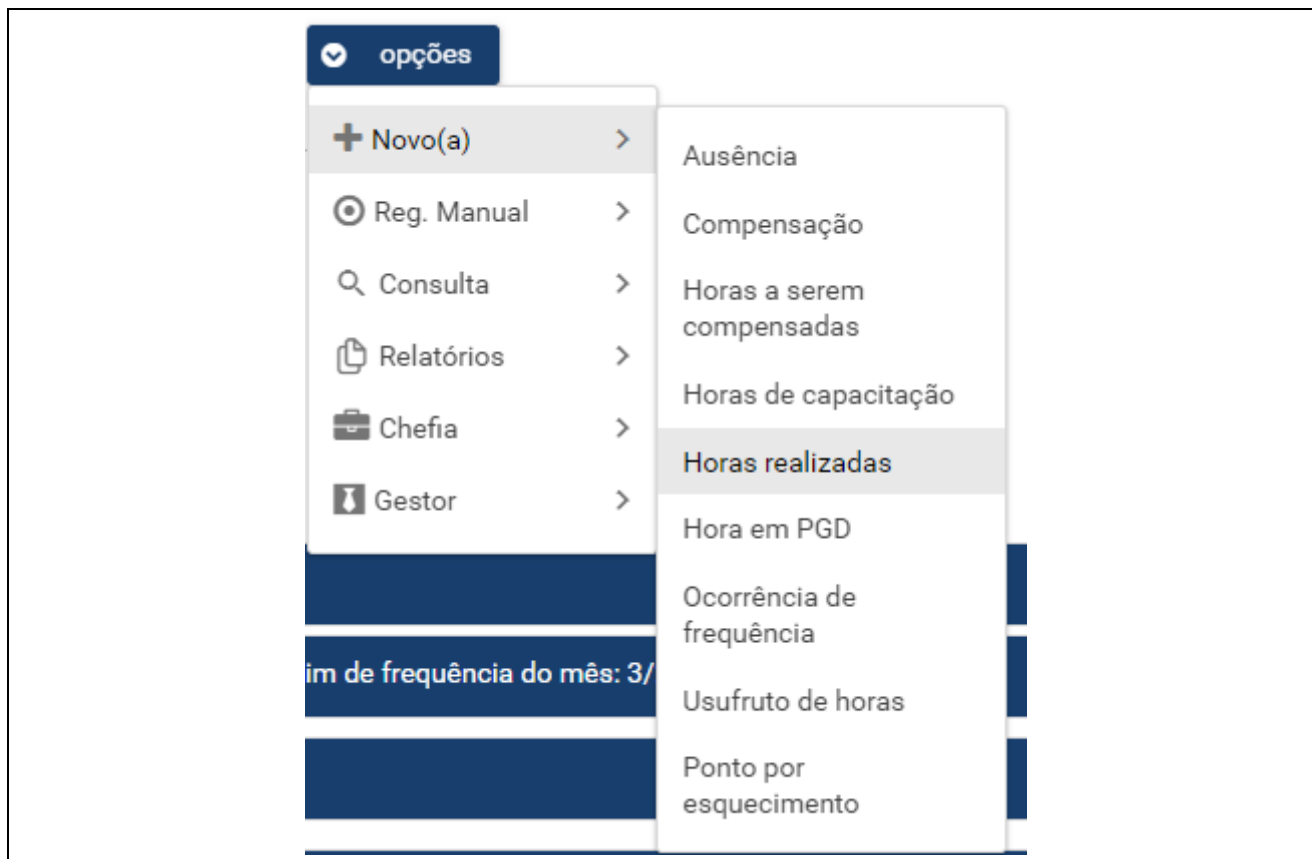 opções
Novo(a)
Reg. Manual
Consulta
Relatórios
Chefia
Gestor
Ausência
Compensação
Horas a serem
compensadas
Horas de capacitação
Horas realizadas
Hora em PGD
Ocorrência de
frequência
Usufruto de horas
Ponto por
esquecimento
im de frequência do mês: 3/